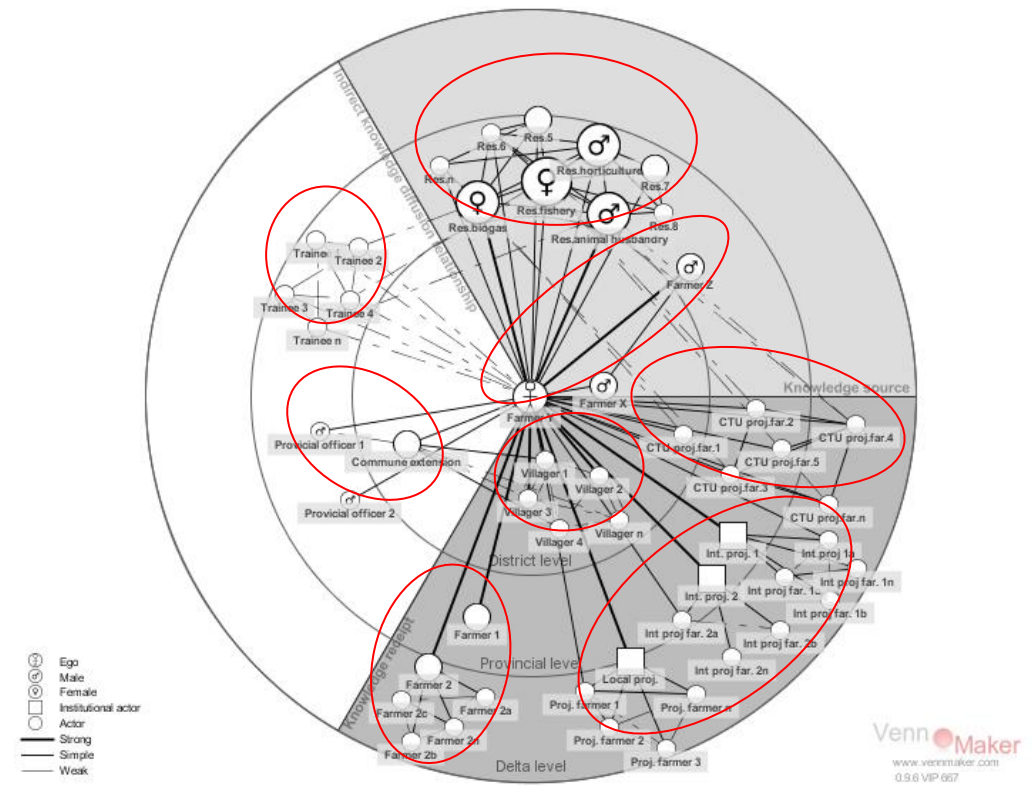 Indirect knowledge diffusion relationship
Res.5
Res.6
Res.horticulture
Res.n
Res.7
Res.fishery
Res.8
Res.biogas
Res.animal husbandry
Trainee 2
Trainee 3
Trainee 4
Trainee n
Farmer Z
Knowledge source
Farmer X
Farmer
CTU proj.far.2
CTU proj.far.4
CTU proj.far.1
CTU proj.far.5
CTU proj.far.3
CTU proj.far.n
Provicial officer 1
Commune extension
Provicial officer 2
Villager 1
Villager 2
Villager 3
Villager n
Villager 4
District level
Int. proj. 1
Int proj 1a
Int proj far. 1n
Int proj far. 1b
Int. proj. 2
Int proj far. 2a
Int proj far. 2b
Int proj far. 2n
Farmer 1
Provincial level
Knowledge receipt
Farmer 2
Farmer 2c
Farmer 2a
Farmer 2n
Farmer 2b
Local proj.
Proj. farmer 1
Proj. farmer n
Proj. farmer 2
Proj. farmer 3
Delta level
Ego
Male
Female
Institutional actor
Actor
Strong
Simple
Weak
Venn Maker
www.vennmaker.com
0.9.6 VIP 667